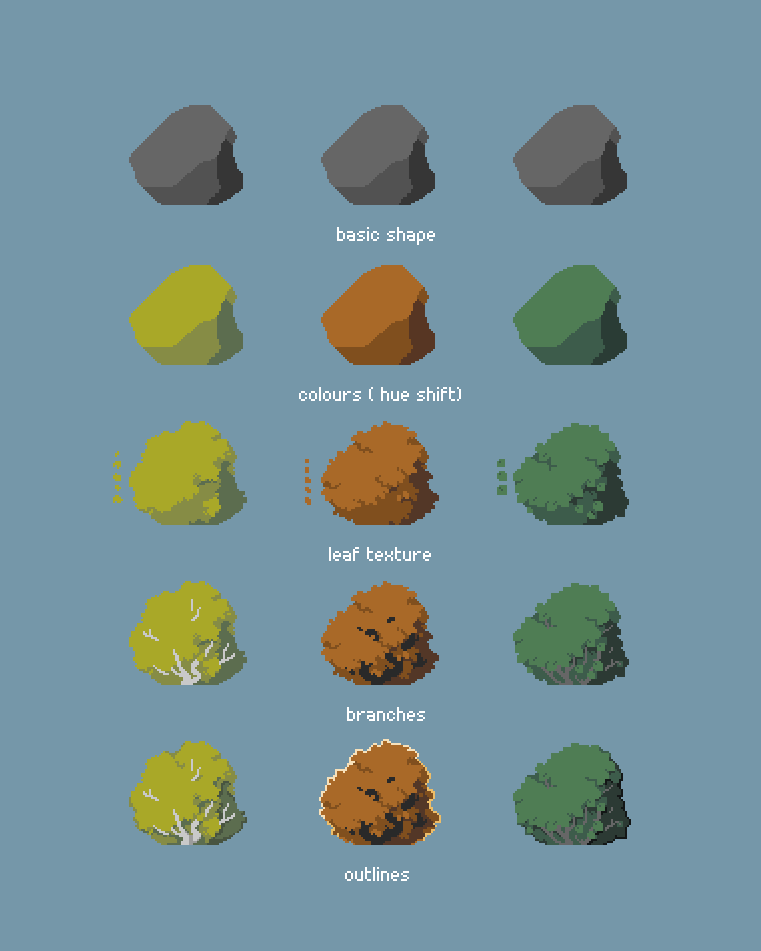 basic shape
colours ( hue shift)
leaf texture
branches
outlines